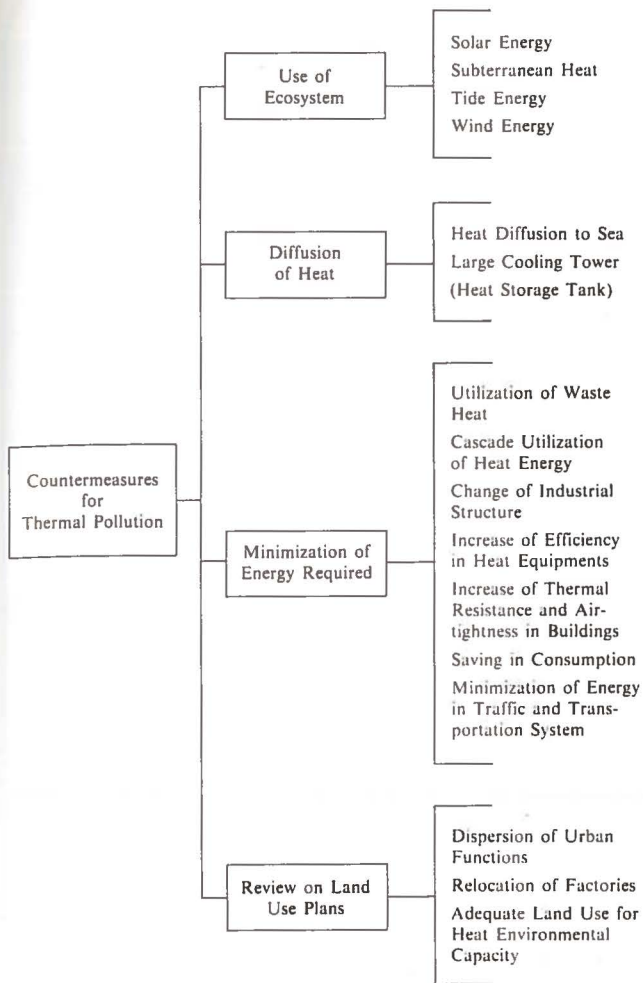 Countermeasures
for
Thermal Pollution
Use of
Ecosystem
Solar Energy
Subterranean Heat
Tide Energy
Wind Energy
Diffusion
of Heat
Heat Diffusion to Sea
Large Cooling Tower
(Heat Storage Tank)
Minimization of
Energy Required
Utilization of Waste
Heat
Cascade Utilization
of Heat Energy
Change of Industrial
Structure
Increase of Efficiency
in Heat Equipments
Increase of Thermal
Resistance and Air-
tightness in Buildings
Saving in Consumption
Minimization of Energy
in Traffic and Trans-
portation System
Review on Land
Use Plans
Dispersion of Urban
Functions
Relocation of Factories
Adequate Land Use for
Heat Environmental
Capacity